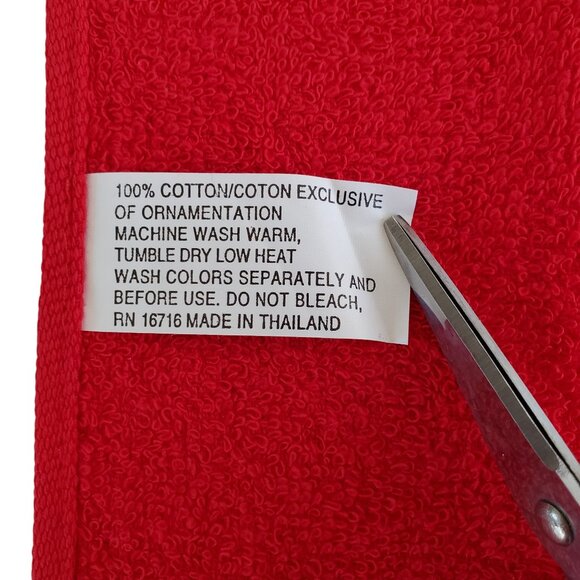 100% COTTON/COTON EXCLUSIVE
OF ORNAMENTATION
MACHINE WASH WARM,
TUMBLE DRY LOW HEAT
WASH COLORS SEPARATELY AND
BEFORE USE. DO NOT BLEACH,
RN 16716 MADE IN THAILAND